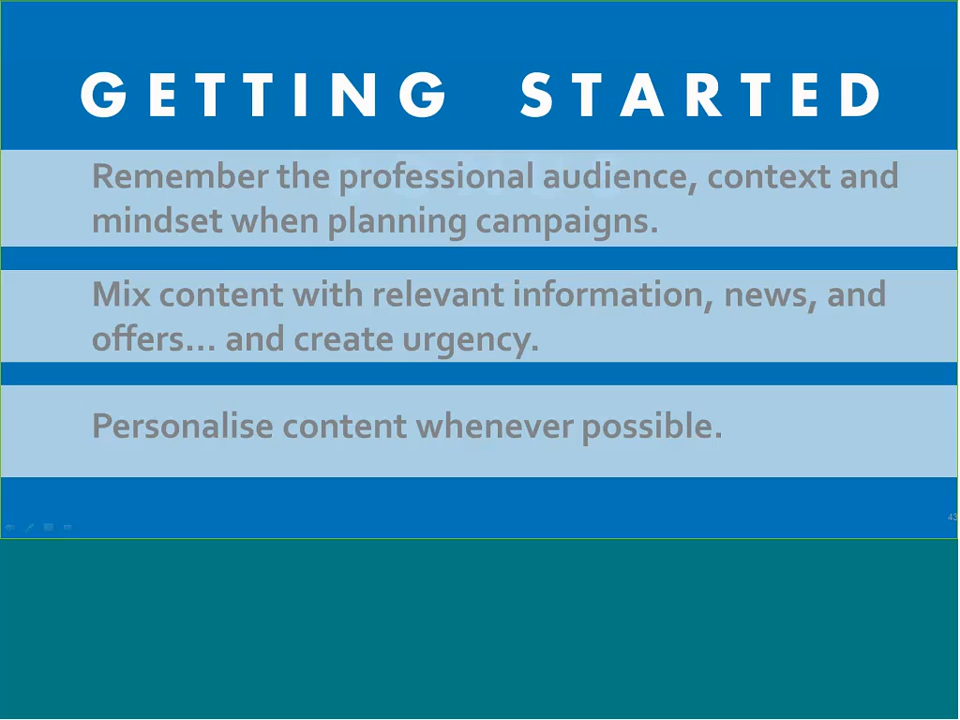 GETTING STARTED
Remember the professional audience, context and
mindset when planning campaigns.
Mix content with relevant information, news, and
offers... and create urgency.
Personalise content whenever possible.
43